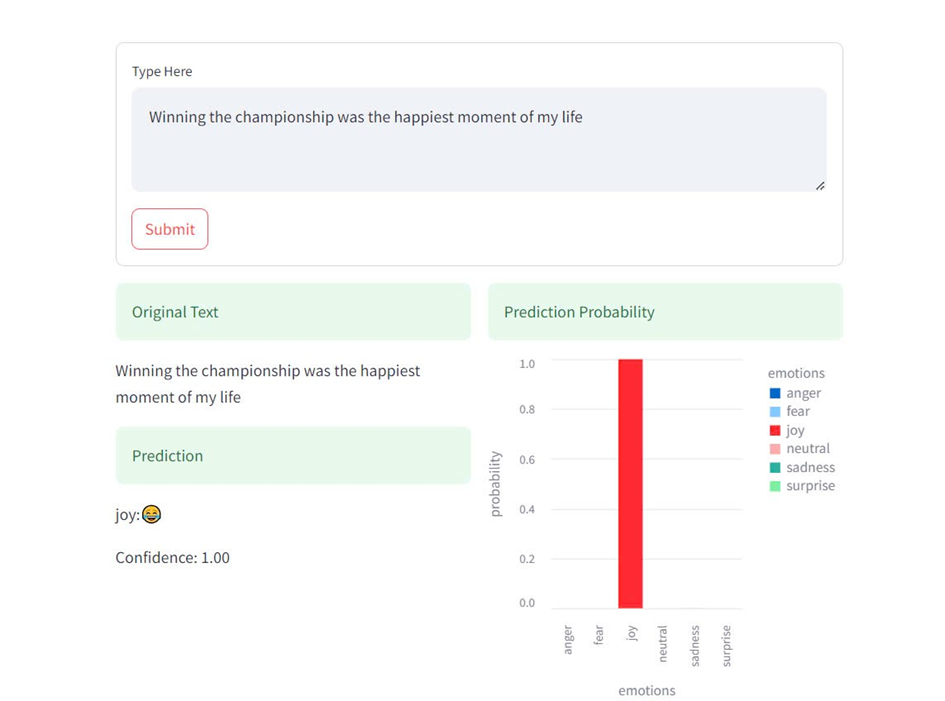 Type Here
Winning the championship was the happiest moment of my life
Submit
Original Text
Winning the championship was the happiest
moment of my life
Prediction
joy:😂
Confidence: 1.00
Prediction Probability
1.0
0.8
0.6
0.4
0.2
0.0
probability
anger
fear
joy
neutral
sadness
surprise
emotions
emotions
anger
fear
joy
neutral
sadness
surprise